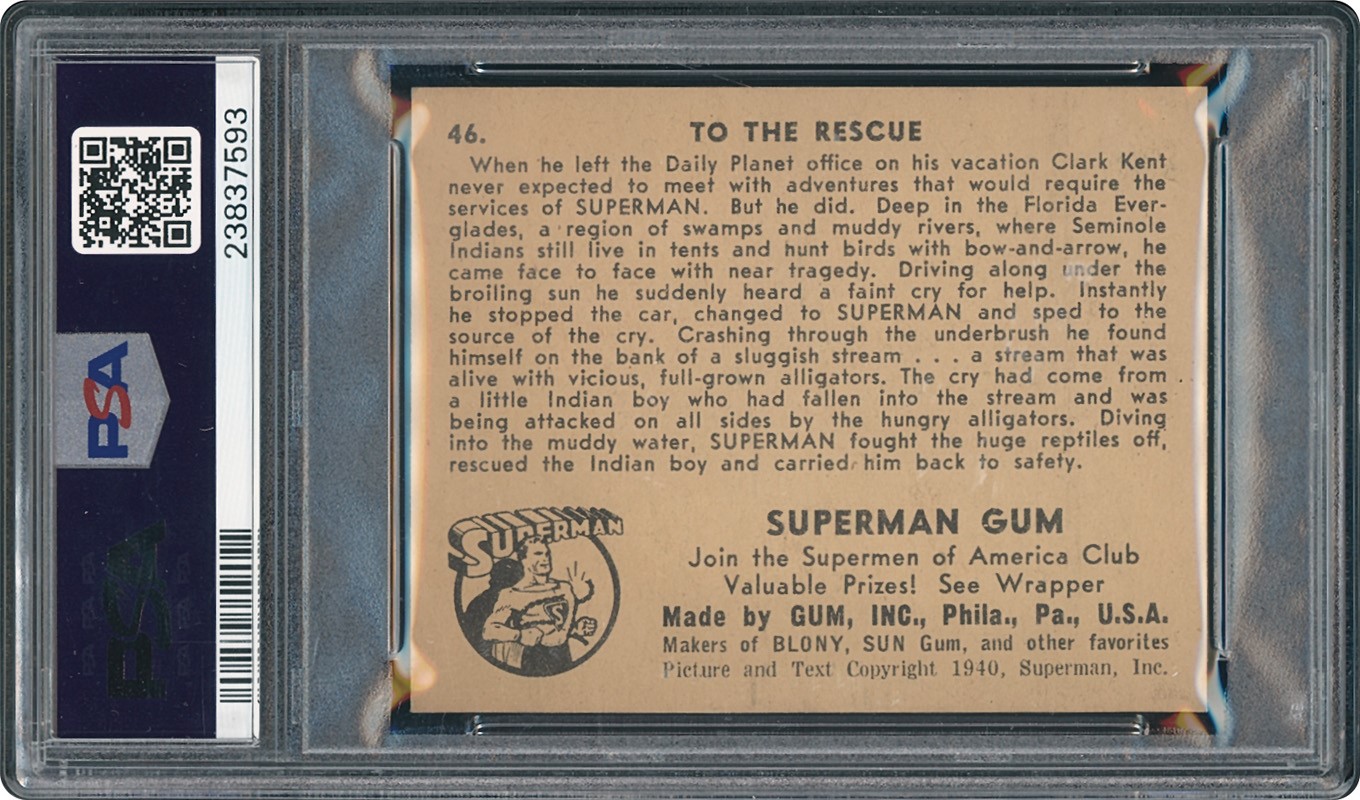 23837593
PSA
PSA
46. TO THE RESCUE
When he left the Daily Planet office on his vacation Clark Kent
never expected to meet with adventures that would require the
services of SUPERMAN. But he did. Deep in the Florida Ever-
glades, a region of swamps and muddy rivers, where Seminole
Indians still live in tents and hunt birds with bow-and-arrow, he
came face to face with near tragedy. Driving along under the
broiling sun he suddenly heard a faint cry for help. Instantly
he stopped the car, changed to SUPERMAN and sped to the
source of the cry. Crashing through the underbrush he found
himself on the bank of a sluggish stream . . . a stream that was
alive with vicious, full-grown alligators. The cry had come from
a little Indian boy who had fallen into the stream and was
being attacked on all sides by the hungry alligators. Diving
into the muddy water, SUPERMAN fought the huge reptiles off,
rescued the Indian boy and carried him back to safety.
SUPERMAN
S
SUPERMAN GUM
Join the Supermen of America Club
Valuable Prizes! See Wrapper
Made by GUM, INC., Phila., Pa., U.S.A.
Makers of BLONY, SUN Gum, and other favorites
Picture and Text Copyright 1940, Superman, Inc.